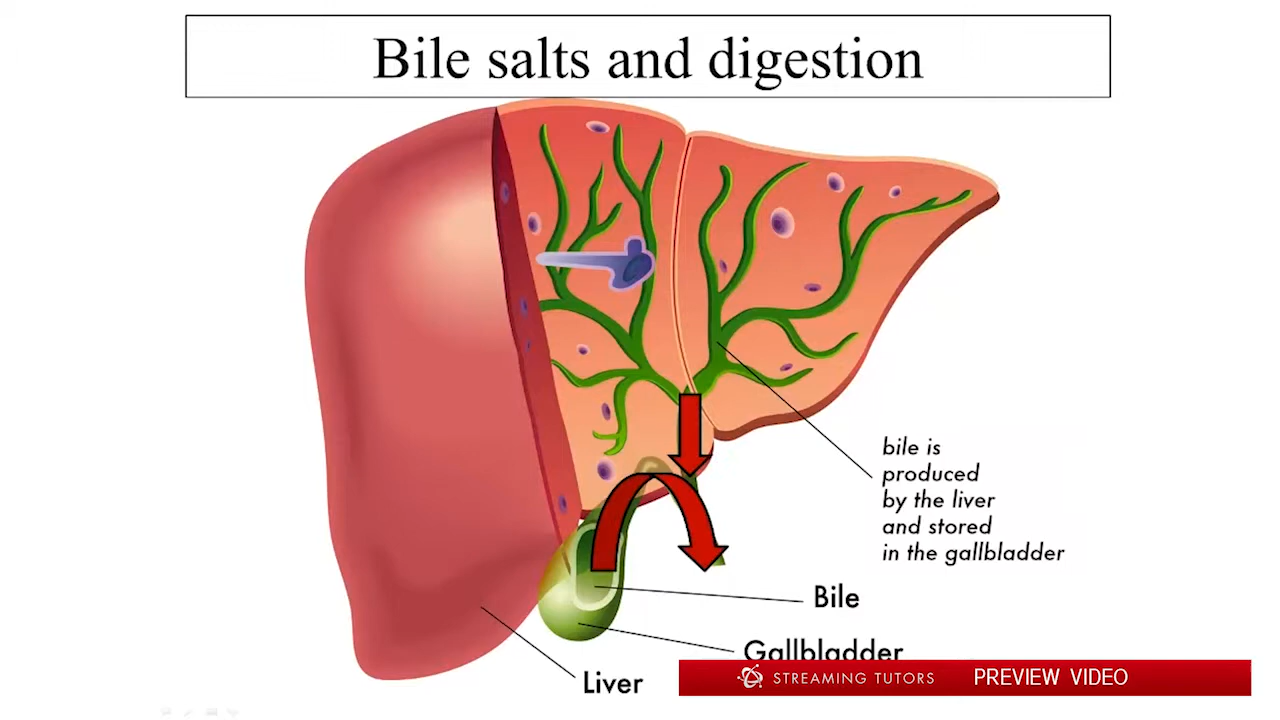 Bile salts and digestion
bile is
produced
by the liver
and stored
in the gallbladder
Bile
Gallbladder
Liver
STREAMING TUTORS PREVIEW VIDEO